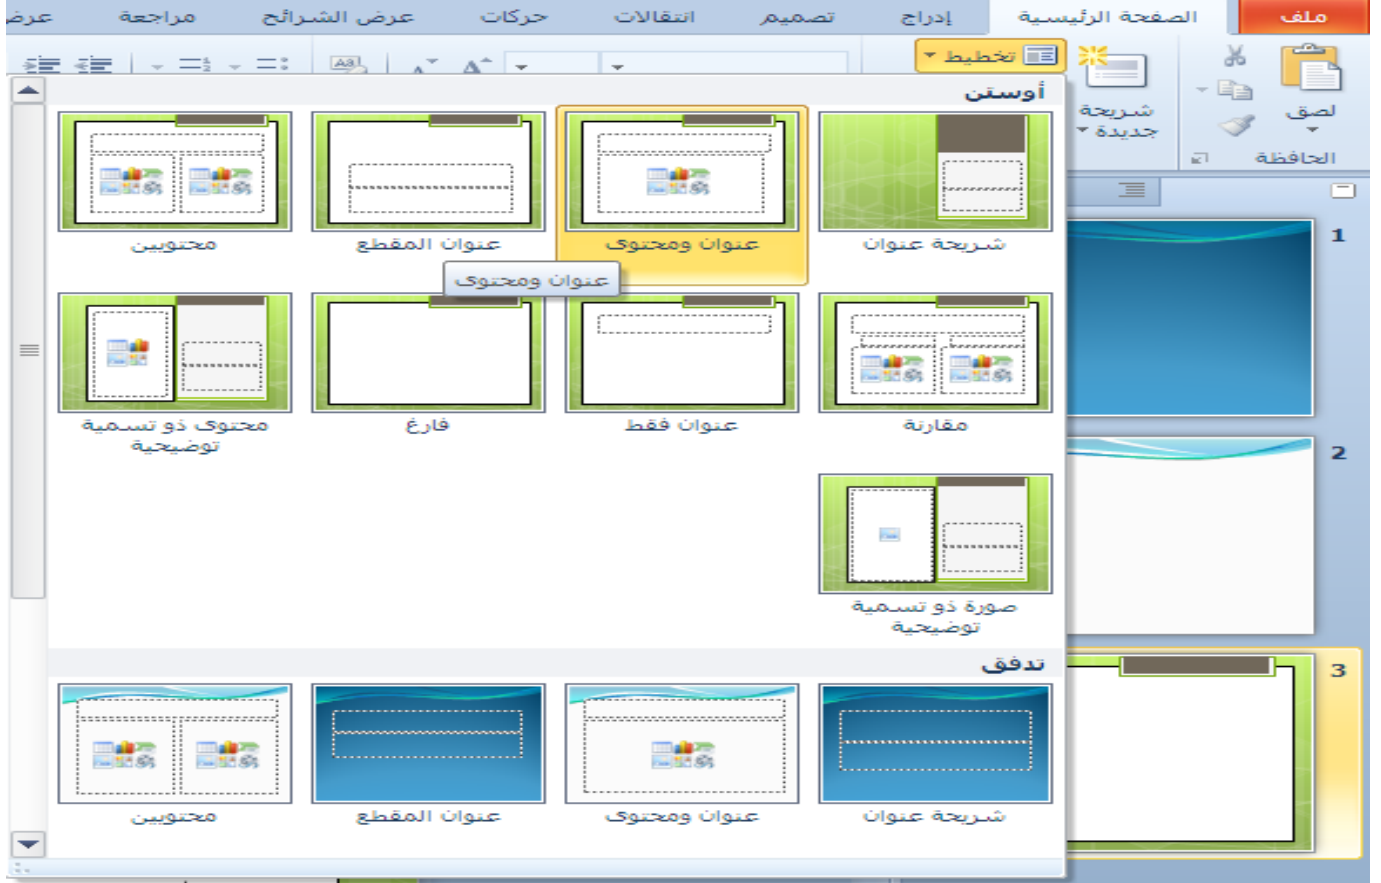 ملف الصفحة الرئيسية إدراج تصميم انتقالات حركات عرض الشرائح مراجعة عرض
تخطيط
لصق
شريحة
جديدة
الحافظة
أوستن
شريحة عنوان عنوان ومحتوى عنوان المقطع محتويين
عنوان ومحتوى
مقارنة عنوان فقط فارغ محتوى ذو تسمية
توضيحية
صورة ذو تسمية
توضيحية
تدفق
شريحة عنوان عنوان ومحتوى عنوان المقطع محتويين
1
2
3